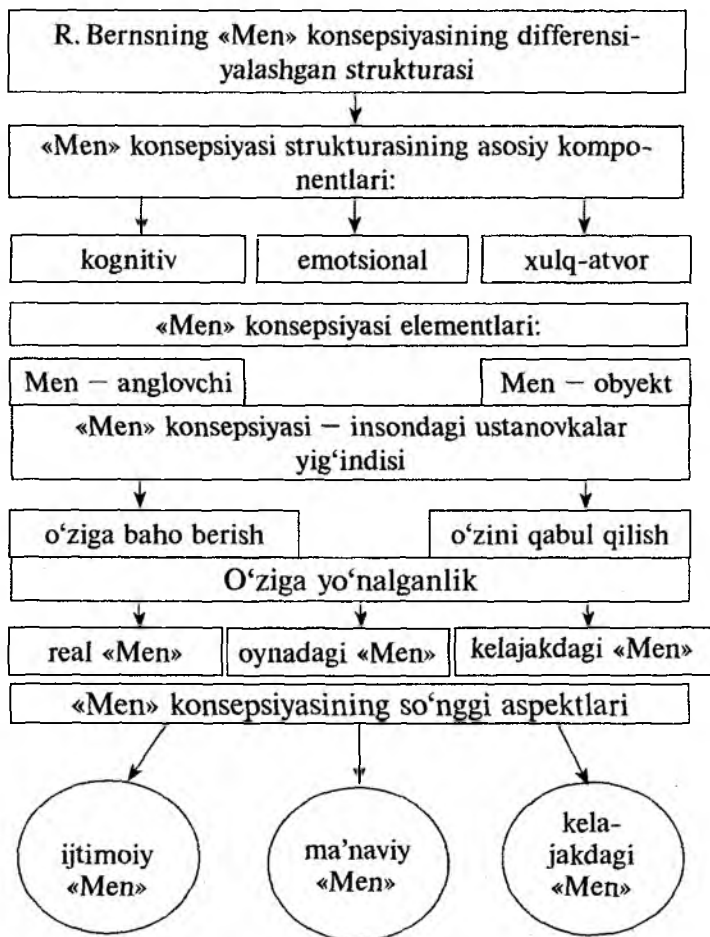 R. Bernsning «Men» konsepsiyasining differensi-
yalashgan strukturasi
«Men» konsepsiyasi strukturasining asosiy kompo-
nentlari:
kognitiv
emotsional
xulq-atvor
«Men» konsepsiyasi elementlari:
Men — anglovchi
Men — obyekt
«Men» konsepsiyasi — insondagi ustanovkalar
yig‘indisi
o‘ziga baho berish
o‘zini qabul qilish
O‘ziga yo‘nalganlik
real «Men»
oynadagi «Men»
kelajakdagi «Men»
«Men» konsepsiyasining so‘nggi aspektlari
ijtimoiy
«Men»
ma’naviy
«Men»
kela-
jakdagi
«Men»